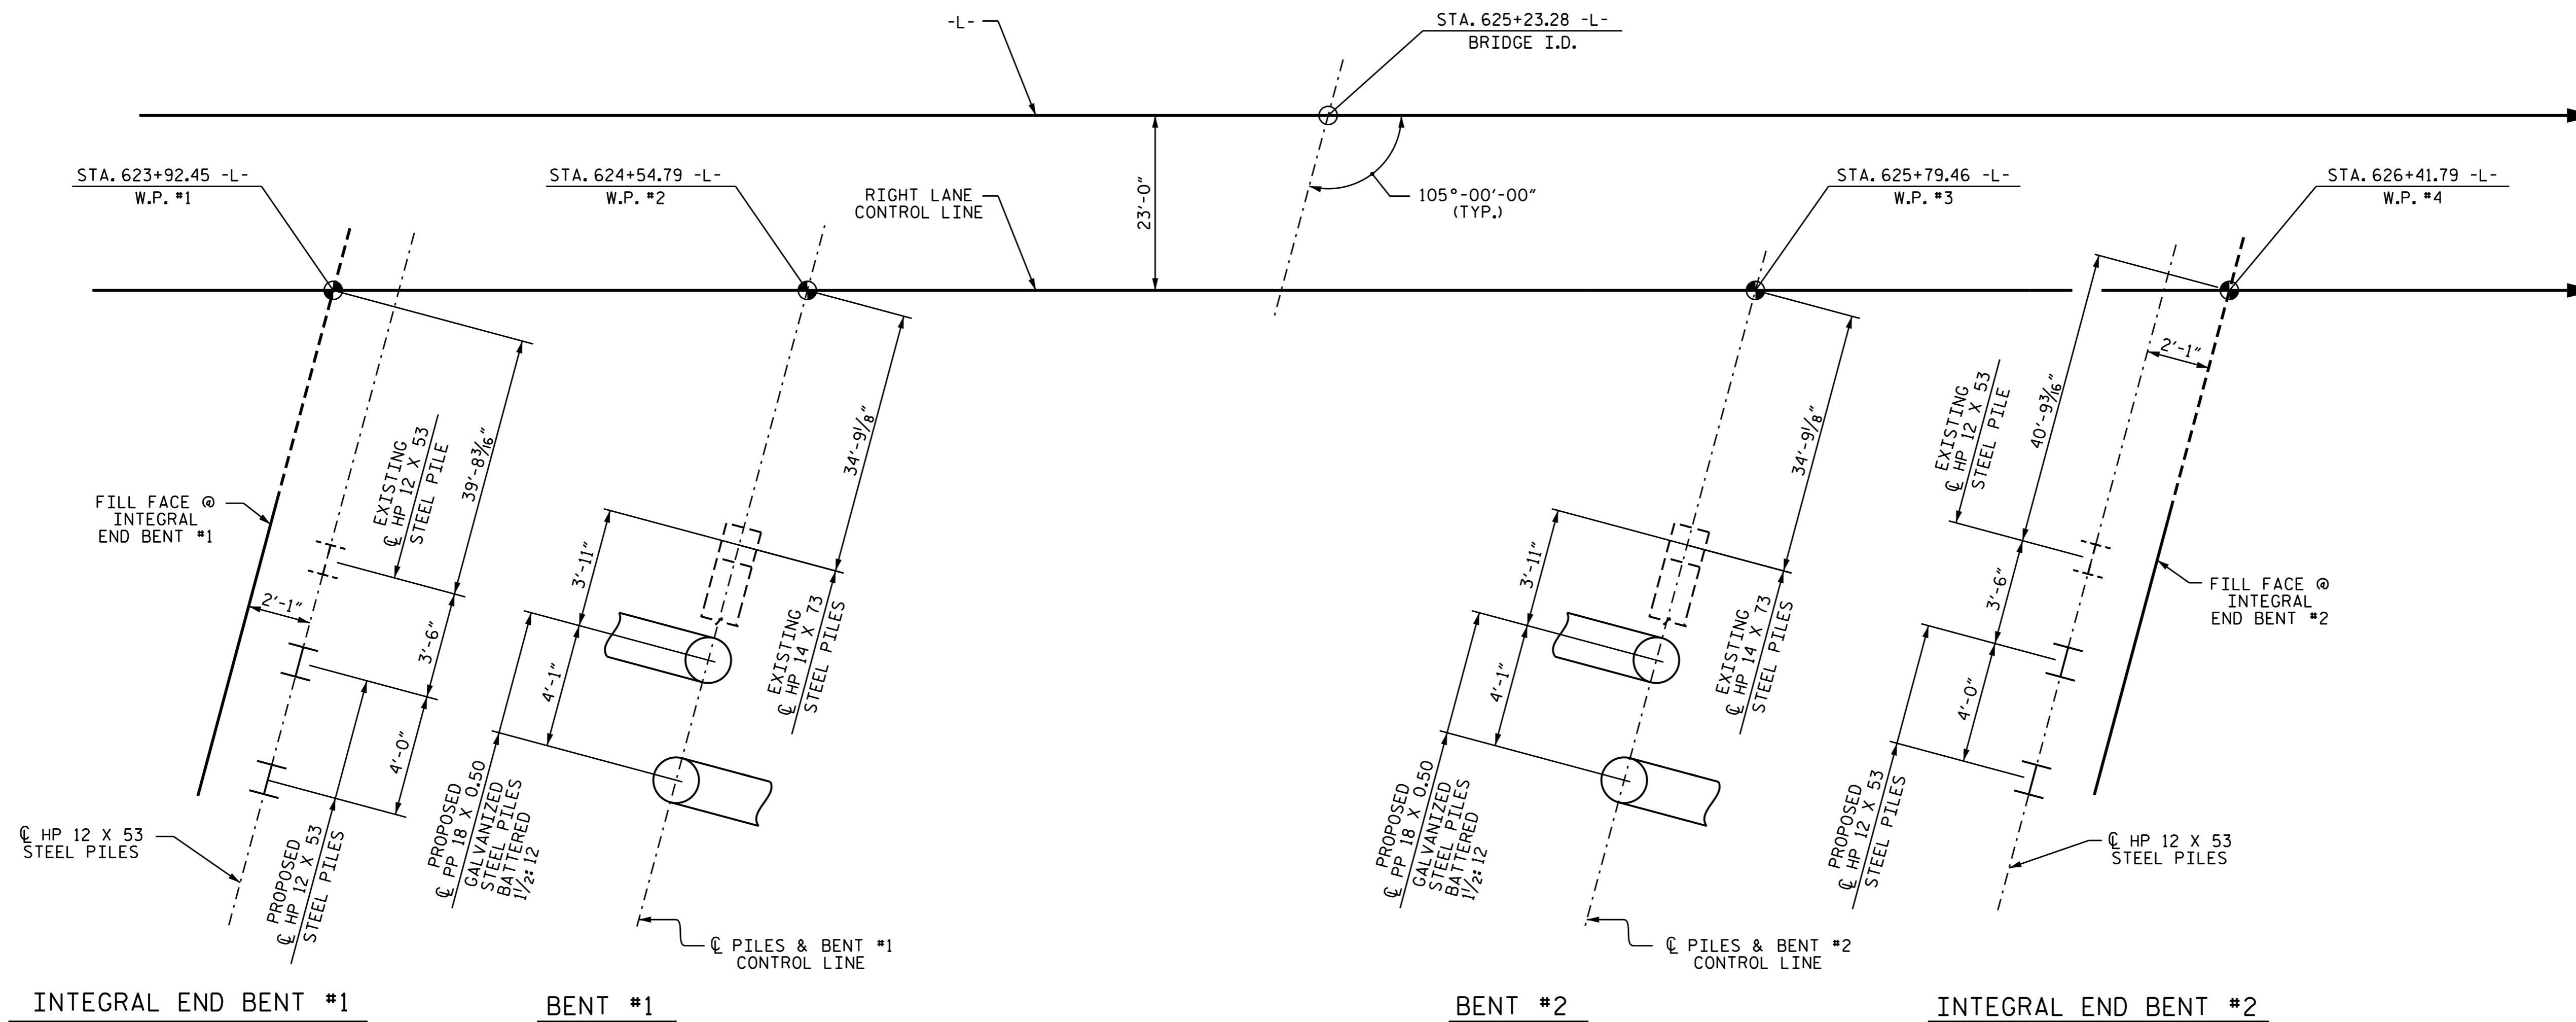 -L-
STA. 625+23.28 -L-
BRIDGE I.D.
STA. 623+92.45 -L-
W.P. #1
STA. 624+54.79 -L-
W.P. #2
RIGHT LANE
CONTROL LINE
23'-0"
105°-00'-00"
(TYP.)
STA. 625+79.46 -L-
W.P. #3
STA. 626+41.79 -L-
W.P. #4
FILL FACE @
INTEGRAL
END BENT #1
2'-1"
EXISTING
℄ HP 12 X 53
STEEL PILE
39'-8 3/16"
3'-6"
4'-0"
℄ HP 12 X 53
STEEL PILES
PROPOSED
℄ HP 12 X 53
STEEL PILES
34'-9 1/8"
3'-11"
4'-1"
EXISTING
℄ HP 14 X 73
STEEL PILES
PROPOSED
℄ PP 18 X 0.50
GALVANIZED
STEEL PILES
BATTERED
1 1/2: 12
℄ PILES & BENT #1
CONTROL LINE
34'-9 1/8"
3'-11"
4'-1"
EXISTING
℄ HP 14 X 73
STEEL PILES
PROPOSED
℄ PP 18 X 0.50
GALVANIZED
STEEL PILES
BATTERED
1 1/2: 12
℄ PILES & BENT #2
CONTROL LINE
2'-1"
EXISTING
℄ HP 12 X 53
STEEL PILE
40'-9 3/16"
3'-6"
4'-0"
FILL FACE @
INTEGRAL
END BENT #2
PROPOSED
℄ HP 12 X 53
STEEL PILES
℄ HP 12 X 53
STEEL PILES
INTEGRAL END BENT #1
BENT #1
BENT #2
INTEGRAL END BENT #2